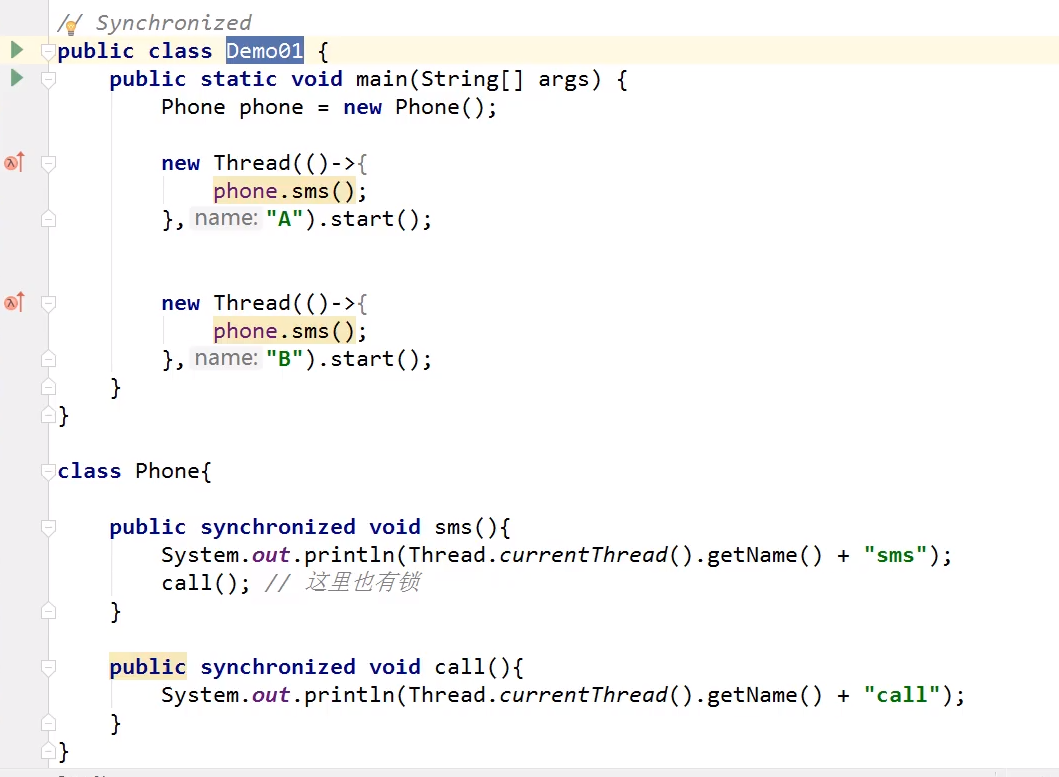 // Synchronized
public class Demo01 {
public static void main(String[] args) {
Phone phone = new Phone();
new Thread(()->{
phone.sms();
}, name: "A").start();
new Thread(()->{
phone.sms();
}, name: "B").start();
}
}
class Phone{
public synchronized void sms(){
System.out.println(Thread.currentThread().getName() + "sms");
call(); // 这里也有锁
}
public synchronized void call(){
System.out.println(Thread.currentThread().getName() + "call");
}
}